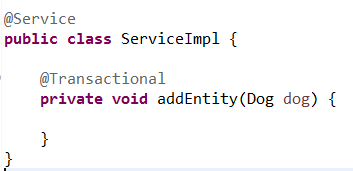 @Service
public class ServiceImpl {
@Transactional
private void addEntity(Dog dog) {
}
}